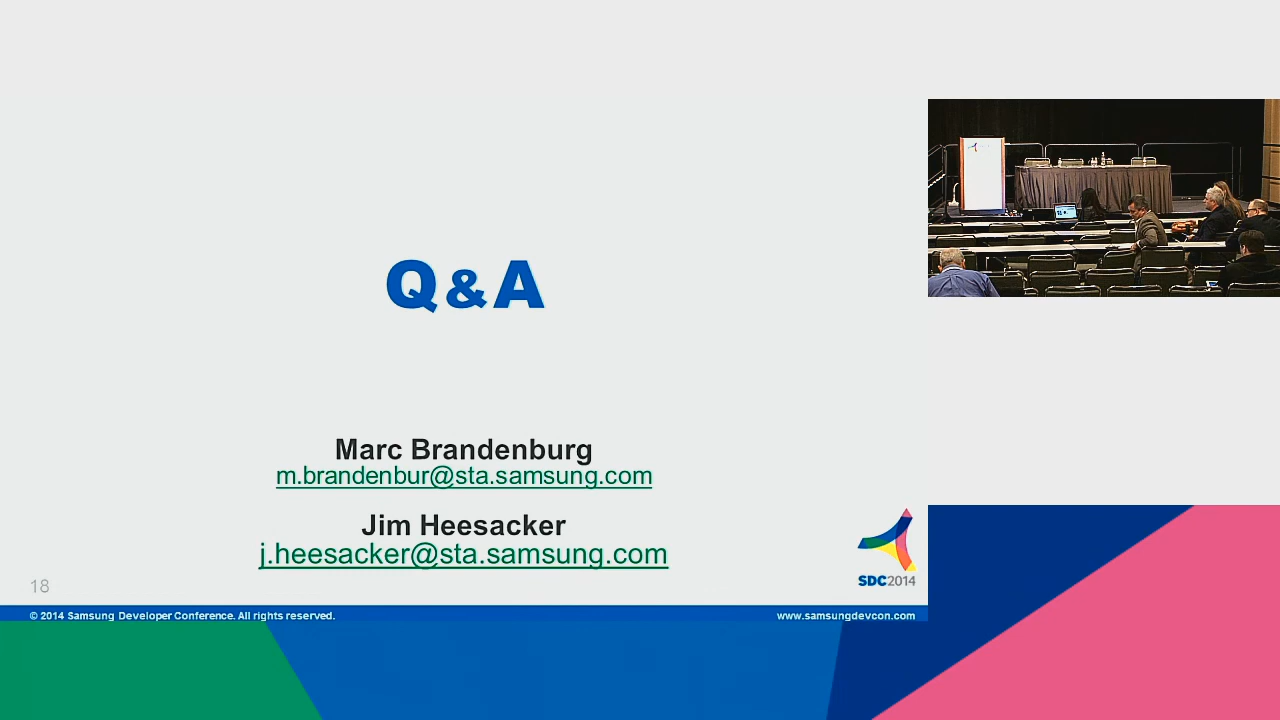 Q & A
Marc Brandenburg
m.brandenbur@sta.samsung.com
Jim Heesacker
j.heesacker@sta.samsung.com
SDC2014
18
© 2014 Samsung Developer Conference. All rights reserved.
www.samsungdevcon.com